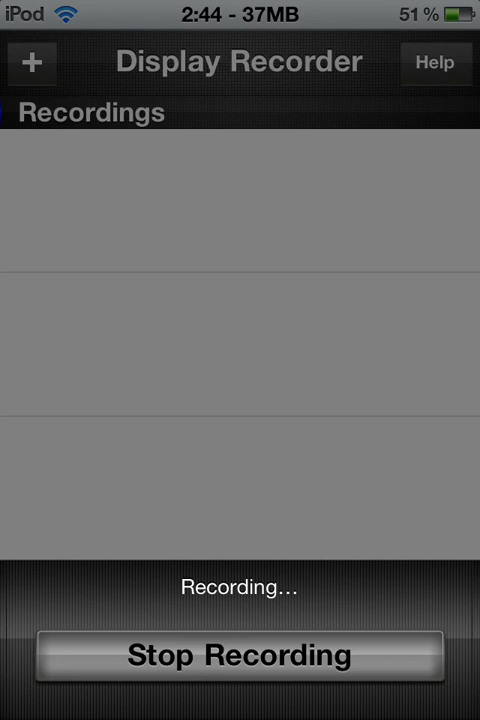 iPod 2:44 - 37MB 51 %
+ Display Recorder Help
Recordings
Recording...
Stop Recording